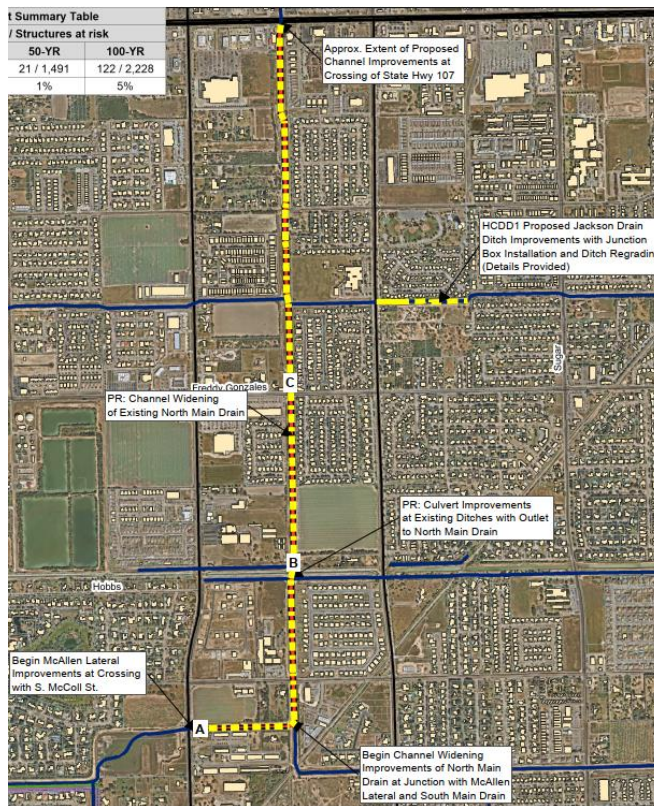 t Summary Table
/ Structures at risk
50-YR 100-YR
21 / 1,491 122 / 2,228
1% 5%
Approx. Extent of Proposed
Channel Improvements at
Crossing of State Hwy 107
HCDD1 Proposed Jackson Drain
Ditch Improvements with Junction
Box Installation and Ditch Regradin
(Details Provided)
Sugar
C
Freddy Gonzales
PR: Channel Widening
of Existing North Main Drain
PR: Culvert Improvements
at Existing Ditches with Outlet
to North Main Drain
B
Hobbs
Begin McAllen Lateral
Improvements at Crossing
with S. McColl St.
A
Begin Channel Widening
Improvements of North Main
Drain at Junction with McAllen
Lateral and South Main Drain